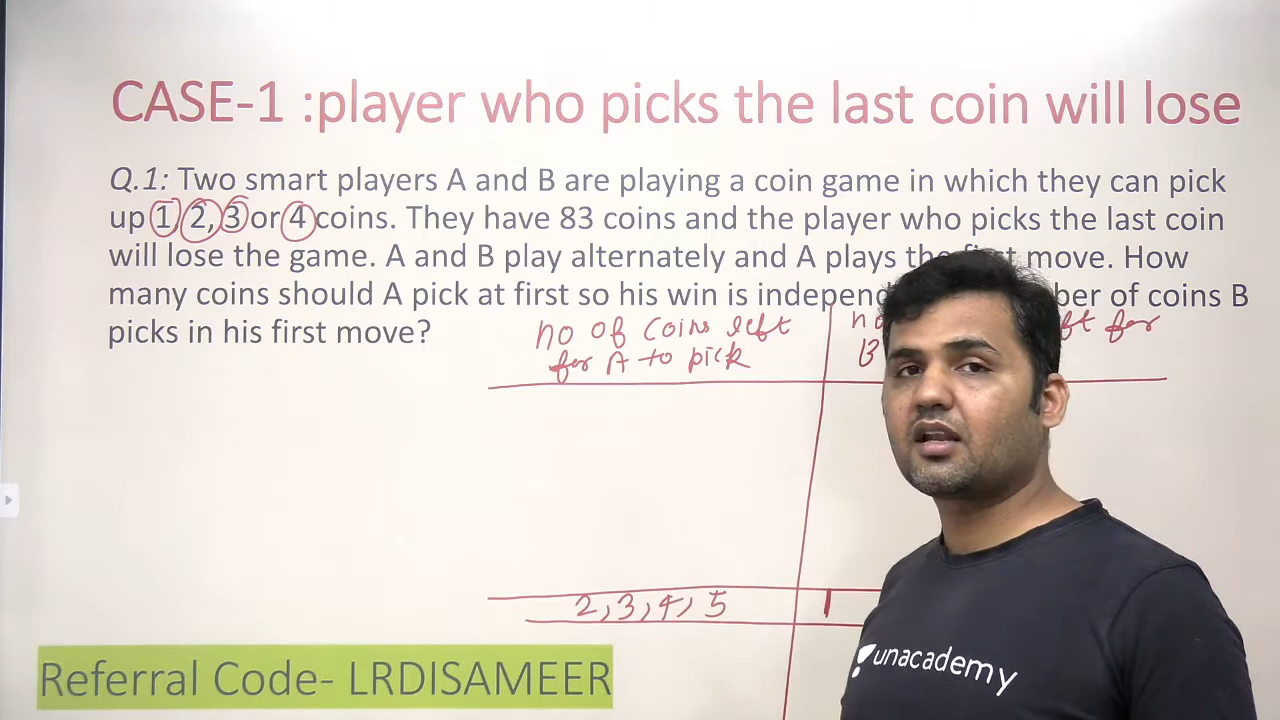 CASE-1 :player who picks the last coin will lose
Q.1: Two smart players A and B are playing a coin game in which they can pick
up 1, 2, 3 or 4 coins. They have 83 coins and the player who picks the last coin
will lose the game. A and B play alternately and A plays the first move. How
many coins should A pick at first so his win is independ ber of coins B
picks in his first move?
no of coins left
for A to pick
no ft for
B
2, 3, 4, 5
1
Referral Code- LRDISAMEER
unacademy